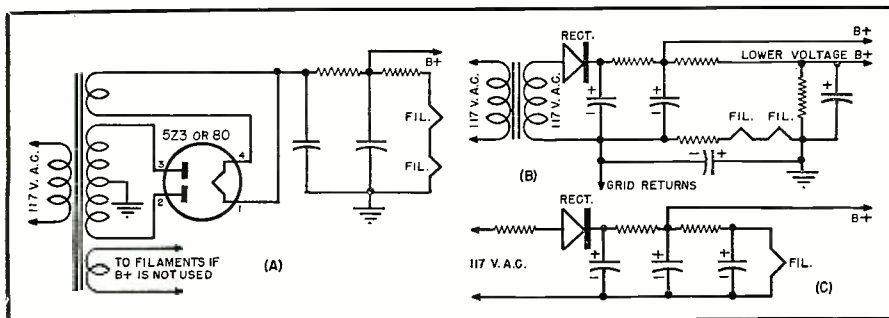 5Z3 OR 80
117 V. A.C.
3
4
2
1
TO FILAMENTS IF
B+ IS NOT USED
(A)
B+
FIL.
FIL.
RECT.
B+
LOWER VOLTAGE B+
117 V. A.C.
117 V. A.C.
+
-
+
-
+
-
FIL.
FIL.
- +
(B)
GRID RETURNS
RECT.
B+
117 V. A.C.
+
-
+
-
+
-
FIL.
(C)